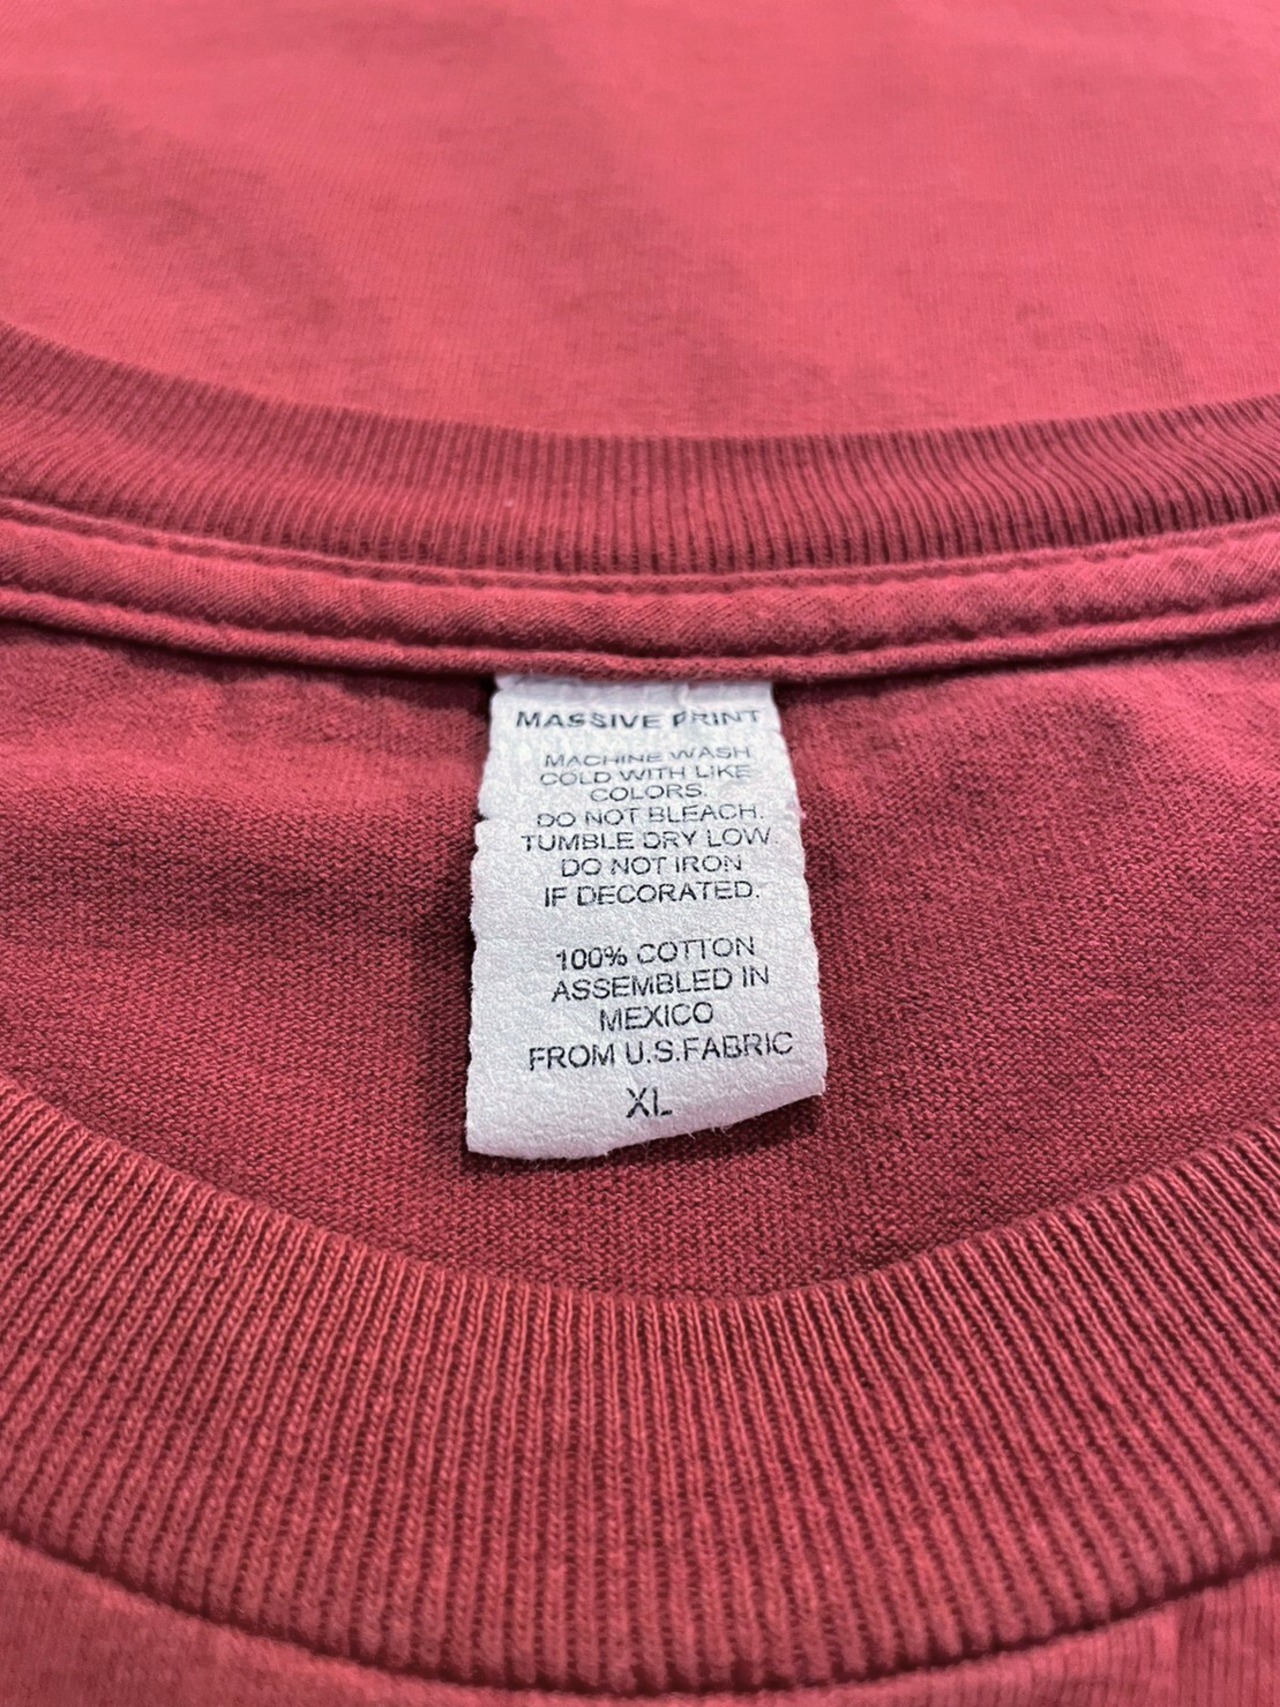 MASSIVE PRINT
MACHINE WASH
COLD WITH LIKE
COLORS.
DO NOT BLEACH.
TUMBLE DRY LOW.
DO NOT IRON
IF DECORATED.
100% COTTON
ASSEMBLED IN
MEXICO
FROM U.S.FABRIC
XL